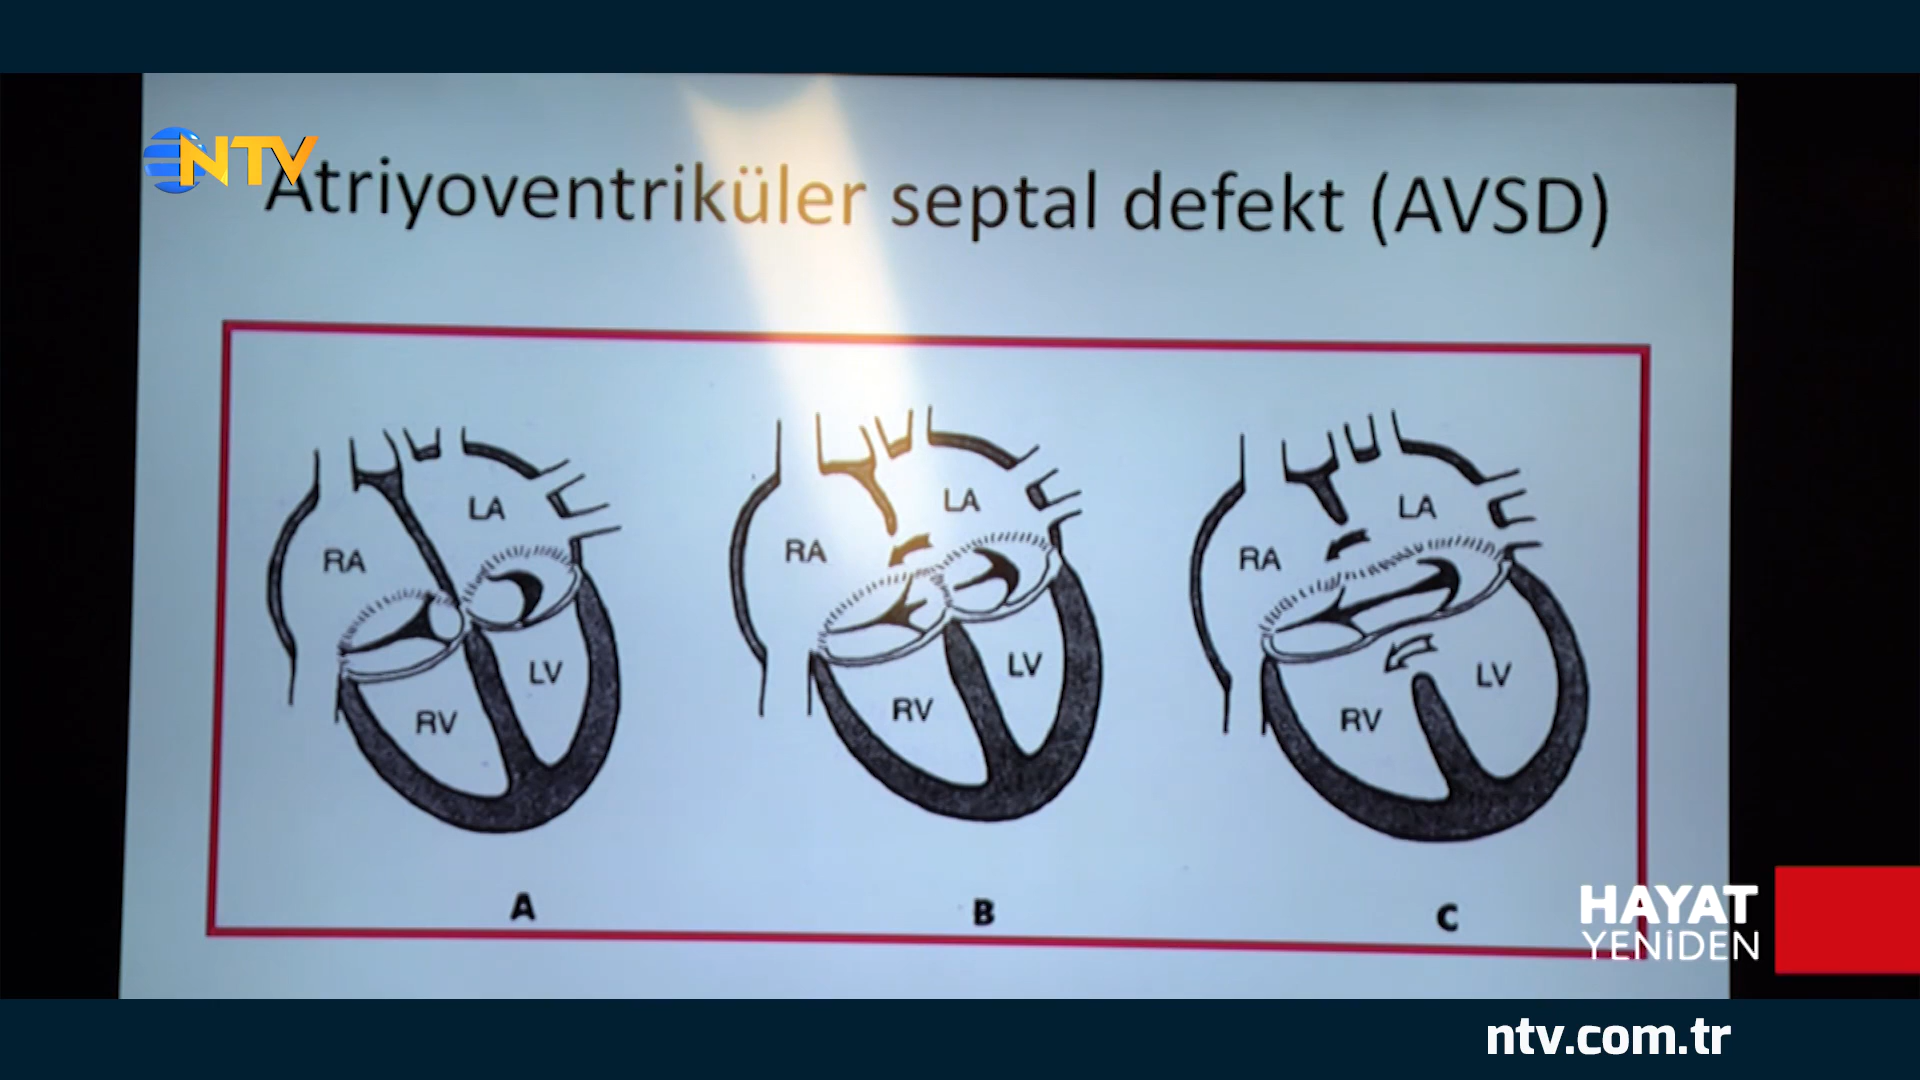 NTV
Atriyoventriküler septal defekt (AVSD)
LA
RA
LV
RV
A
LA
RA
LV
RV
B
LA
RA
LV
RV
C
HAYAT
YENİDEN
ntv.com.tr